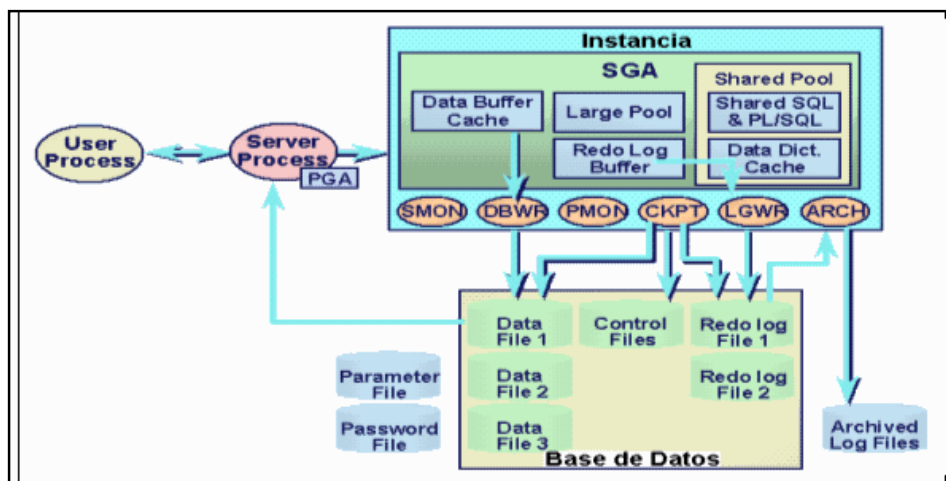 Instancia
SGA
Shared Pool
Data Buffer
Cache
Large Pool
Shared SQL
& PL/SQL
Redo Log
Buffer
Data Dict.
Cache
User
Process
Server
Process
PGA
SMON
DBWR
PMON
CKPT
LGWR
ARCH
Data
File 1
Control
Files
Redo log
File 1
Parameter
File
Data
File 2
Redo log
File 2
Password
File
Data
File 3
Archived
Log Files
Base de Datos